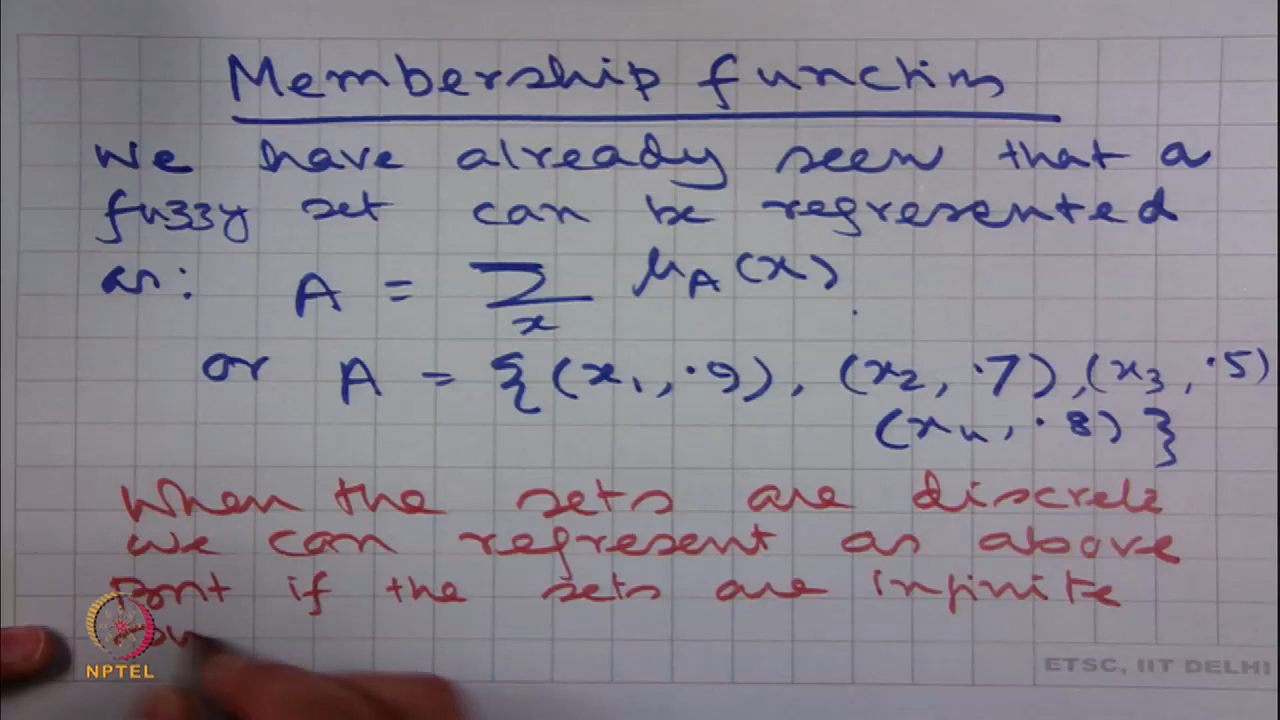 Membership functions
we have already seen that a
fuzzy set can be represented
as: A = Σ μA(x)
x
or A = {(x1, .9), (x2, .7), (x3, .5)
(x4, .8)}
When the sets are discrete
we can represent as above
But if the sets are infinite
NPTEL
ETSC, IIT DELHI